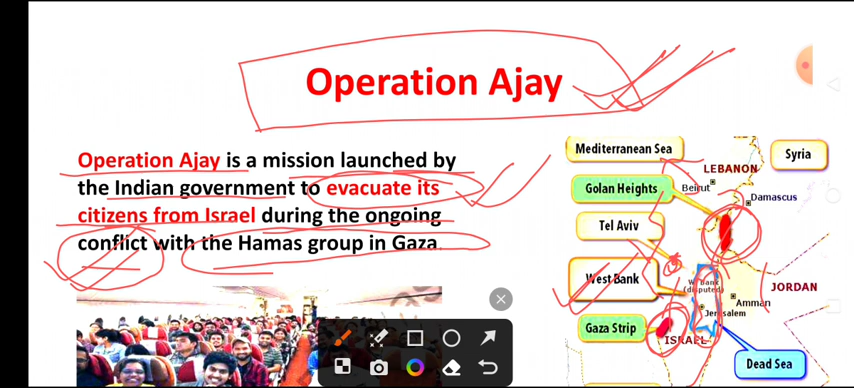 Operation Ajay
Operation Ajay is a mission launched by
the Indian government to evacuate its
citizens from Israel during the ongoing
conflict with the Hamas group in Gaza
Mediterranean Sea
Syria
LEBANON
Golan Heights
Beirut
Damascus
Tel Aviv
West Bank
W. Bank
(disputed)
JORDAN
Amman
Jerusalem
Gaza Strip
ISRAEL
Dead Sea